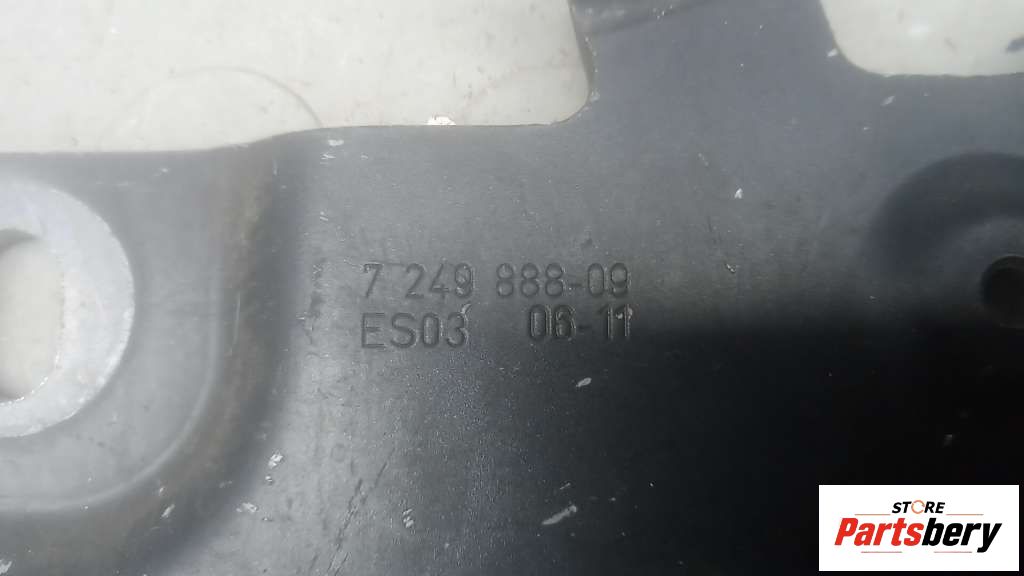 7 249 888-09
ES03 06-11
STORE
Partsbery